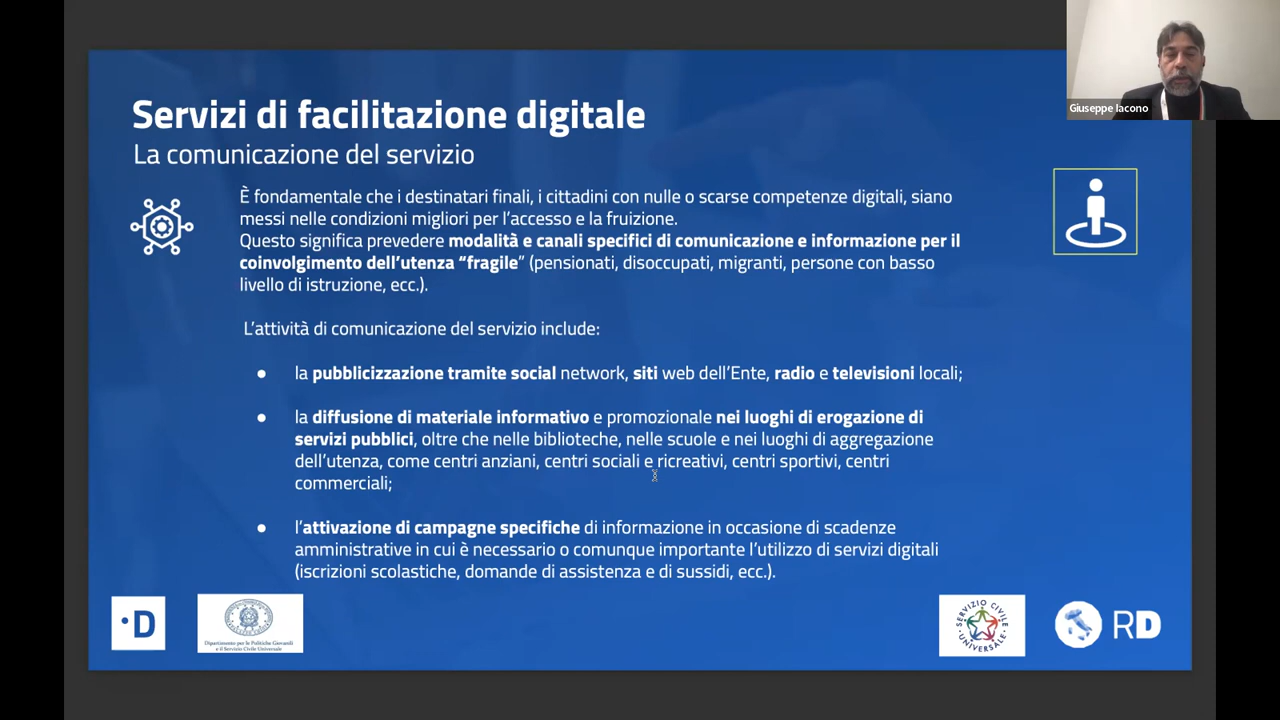 Giuseppe Iacono
Servizi di facilitazione digitale
La comunicazione del servizio
È fondamentale che i destinatari finali, i cittadini con nulle o scarse competenze digitali, siano
messi nelle condizioni migliori per l'accesso e la fruizione.
Questo significa prevedere modalità e canali specifici di comunicazione e informazione per il
coinvolgimento dell'utenza "fragile" (pensionati, disoccupati, migranti, persone con basso
livello di istruzione, ecc.).
L'attività di comunicazione del servizio include:
● la pubblicizzazione tramite social network, siti web dell'Ente, radio e televisioni locali;
● la diffusione di materiale informativo e promozionale nei luoghi di erogazione di
servizi pubblici, oltre che nelle biblioteche, nelle scuole e nei luoghi di aggregazione
dell'utenza, come centri anziani, centri sociali e ricreativi, centri sportivi, centri
commerciali;
● l'attivazione di campagne specifiche di informazione in occasione di scadenze
amministrative in cui è necessario o comunque importante l'utilizzo di servizi digitali
(iscrizioni scolastiche, domande di assistenza e di sussidi, ecc.).
·D
Dipartimento per le Politiche Giovanili
e il Servizio Civile Universale
SERVIZIO CIVILE
UNIVERSALE
RD